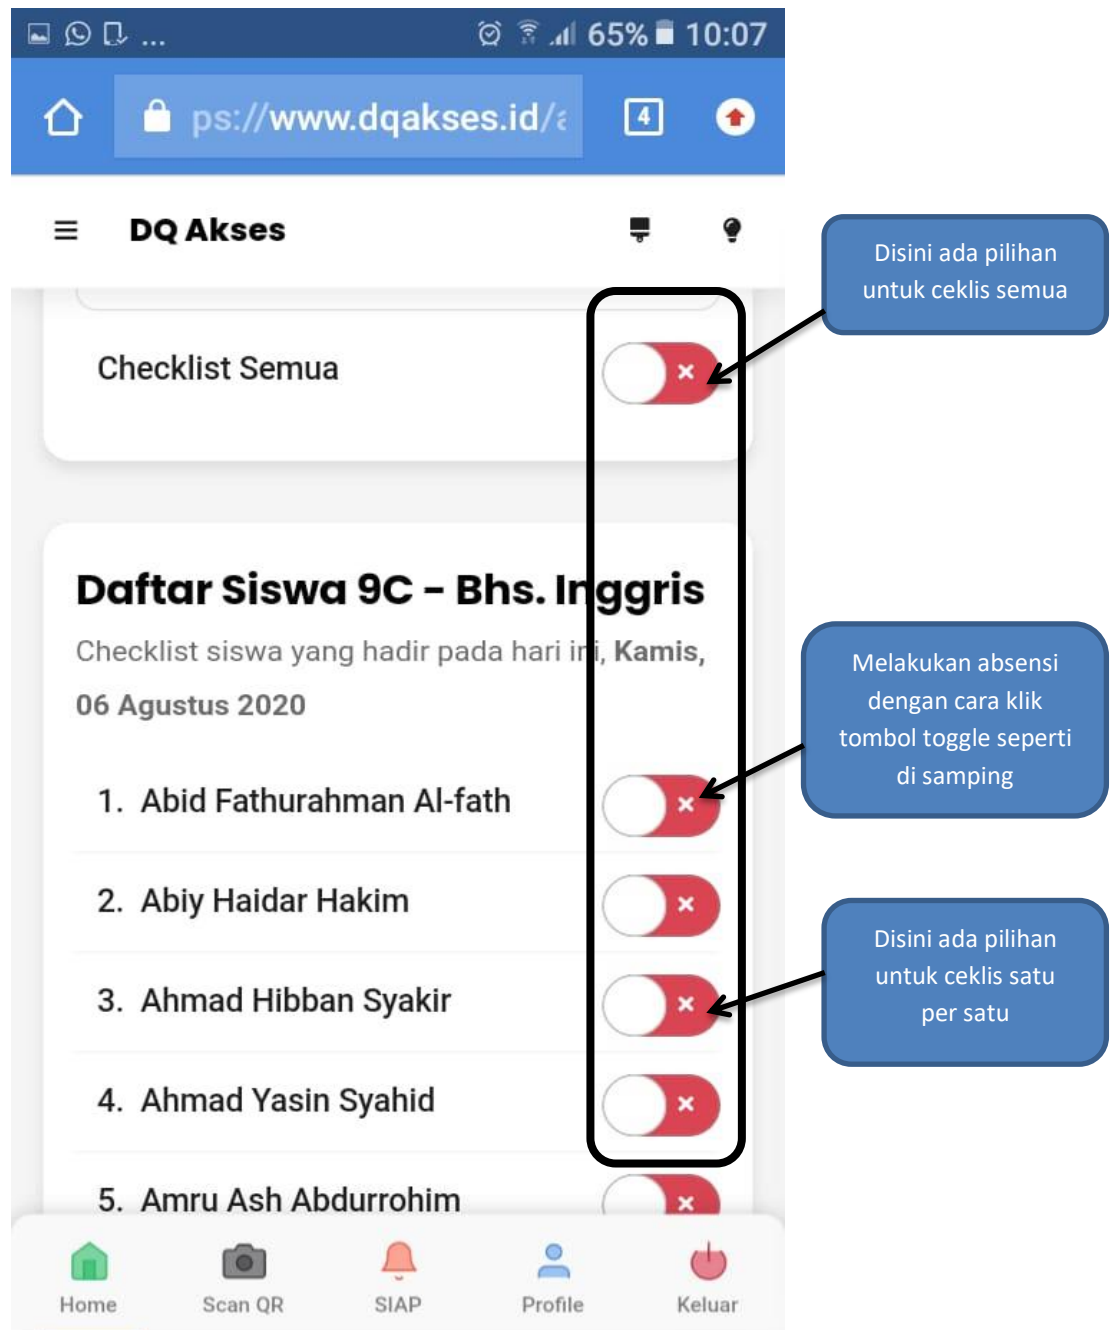 ... 65% 10:07
ps://www.dqakses.id/a 4
DQ Akses
Disini ada pilihan
untuk ceklis semua
Checklist Semua
Daftar Siswa 9C – Bhs. Inggris
Checklist siswa yang hadir pada hari ini, Kamis,
06 Agustus 2020
Melakukan absensi
dengan cara klik
tombol toggle seperti
di samping
1. Abid Fathurahman Al-fath
2. Abiy Haidar Hakim
Disini ada pilihan
untuk ceklis satu
per satu
3. Ahmad Hibban Syakir
4. Ahmad Yasin Syahid
5. Amru Ash Abdurrohim
Home Scan QR SIAP Profile Keluar